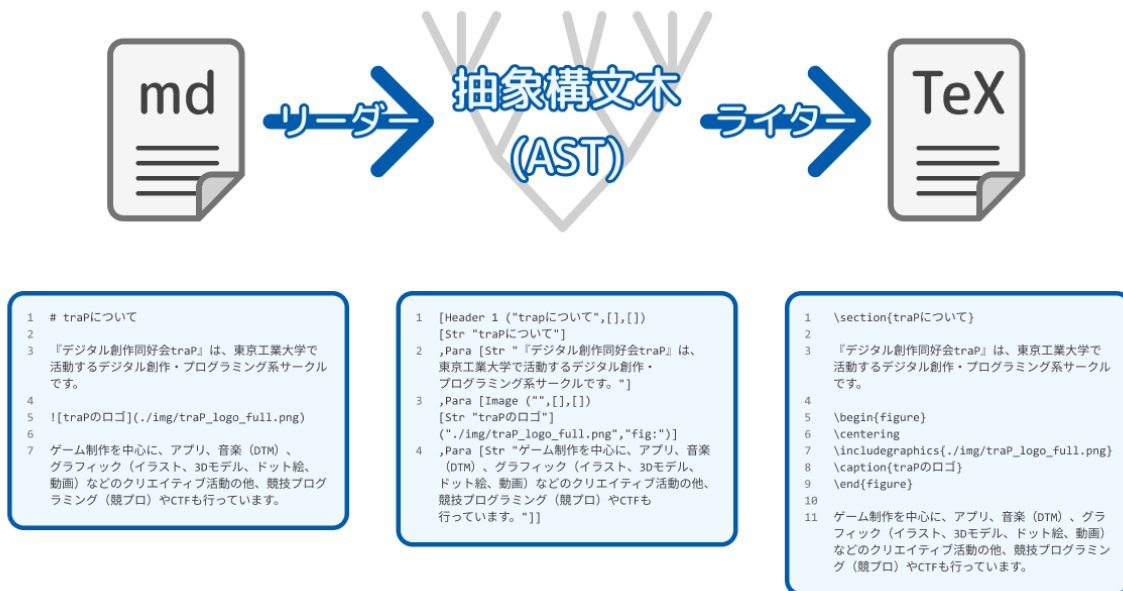 md
リーダー
抽象構文木
(AST)
ライター
TeX
1 # traPについて
2
3 『デジタル創作同好会traP』は、東京工業大学で
活動するデジタル創作・プログラミング系サークル
です。
4
5 ![traPのロゴ](./img/traP_logo_full.png)
6
7 ゲーム制作を中心に、アプリ、音楽（DTM）、
グラフィック（イラスト、3Dモデル、ドット絵、
動画）などのクリエイティブ活動の他、競技プログ
ラミング（競プロ）やCTFも行っています。
1 [Header 1 ("trapについて",[],[])
[Str "traPについて"]
2 ,Para [Str "『デジタル創作同好会traP』は、
東京工業大学で活動するデジタル創作・
プログラミング系サークルです。"]
3 ,Para [Image ("",[],[])
[Str "traPのロゴ"]
("./img/traP_logo_full.png","fig:")]
4 ,Para [Str "ゲーム制作を中心に、アプリ、音楽
（DTM）、グラフィック（イラスト、3Dモデル、
ドット絵、動画）などのクリエイティブ活動の他、
競技プログラミング（競プロ）やCTFも
行っています。"]]
1 \section{traPについて}
2
3 『デジタル創作同好会traP』は、東京工業大学で
活動するデジタル創作・プログラミング系サークル
です。
4
5 \begin{figure}
6 \centering
7 \includegraphics{./img/traP_logo_full.png}
8 \caption{traPのロゴ}
9 \end{figure}
10
11 ゲーム制作を中心に、アプリ、音楽（DTM）、グラ
フィック（イラスト、3Dモデル、ドット絵、動画）
などのクリエイティブ活動の他、競技プログラミン
グ（競プロ）やCTFも行っています。